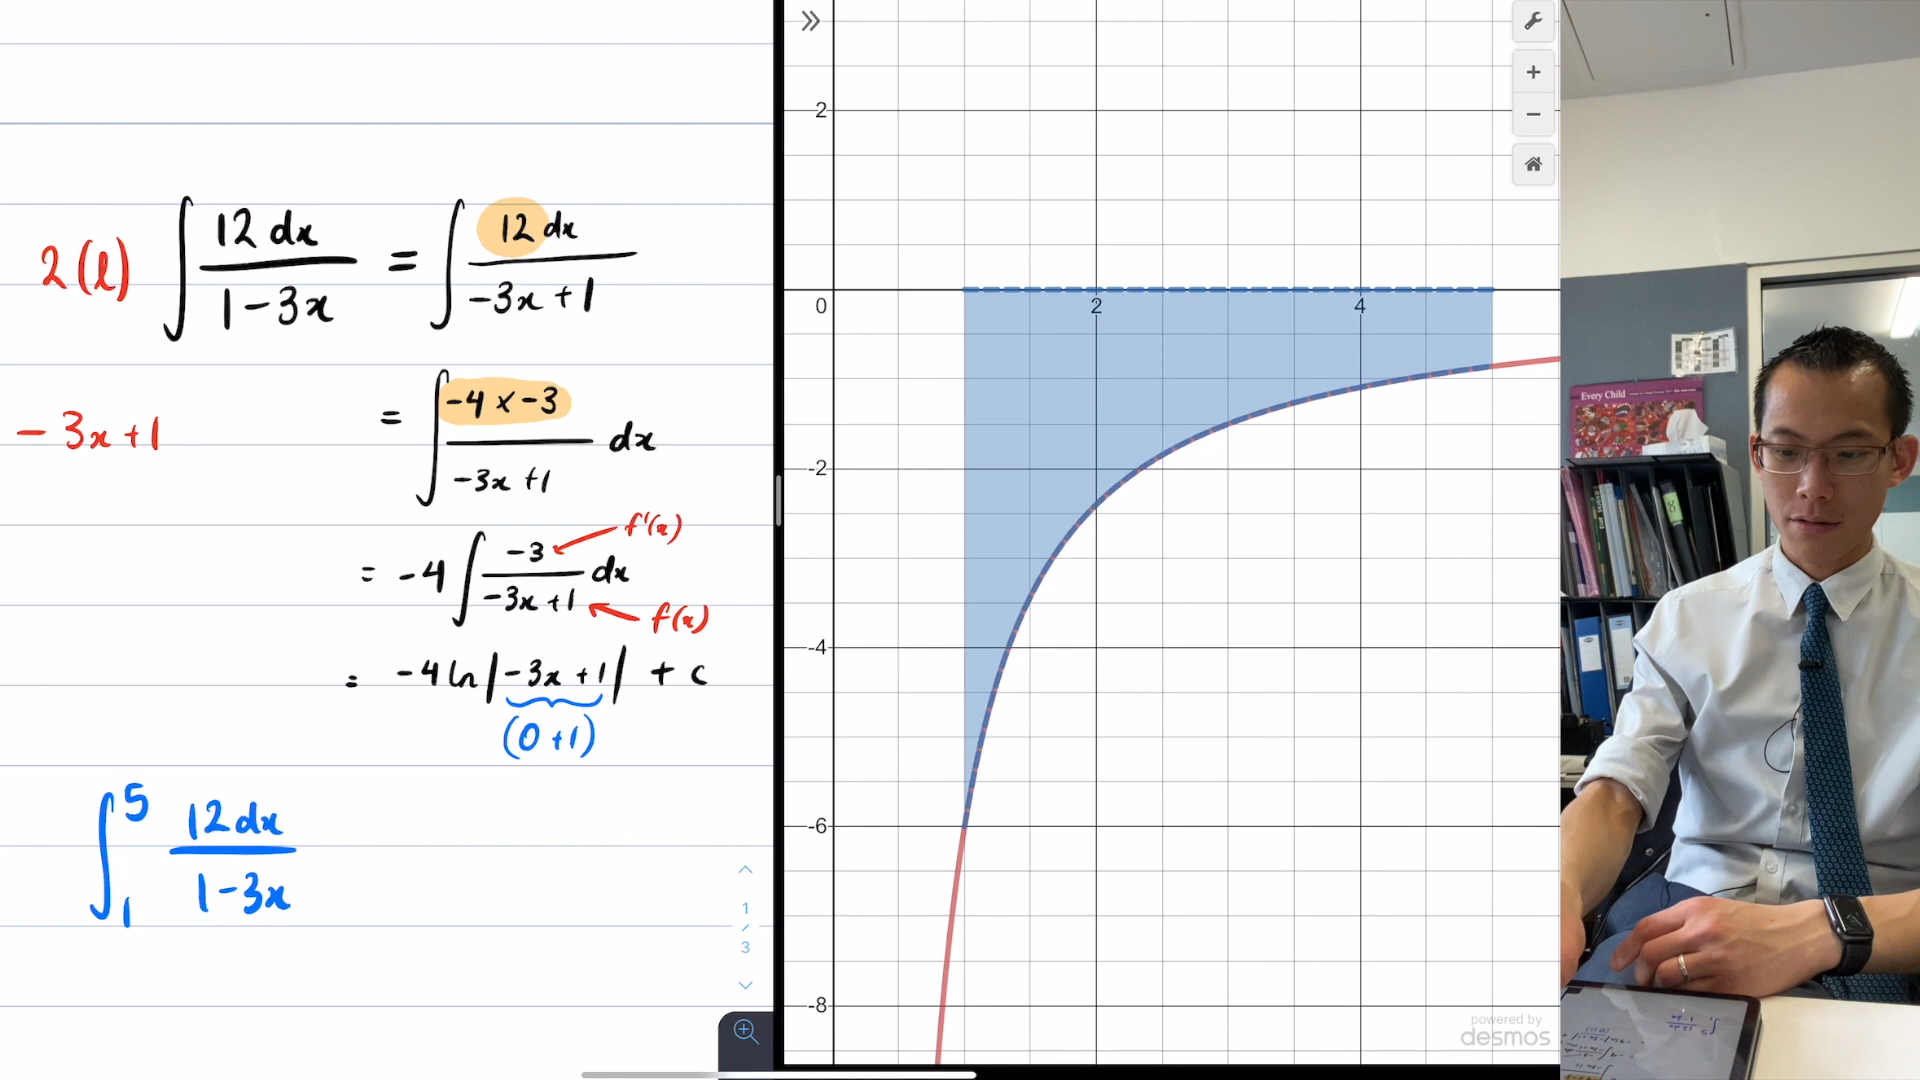 2(l) ∫ 12 dx / 1 - 3x = ∫ 12 dx / -3x + 1
- 3x + 1
= ∫ -4 x -3 / -3x + 1 dx
= -4 ∫ -3 / -3x + 1 dx
f'(x)
f(x)
= -4 ln |-3x + 1| + c
(0 + 1)
∫ 5 1 12 dx / 1 - 3x
1
/
3
2
0
2
4
-2
-4
-6
-8
powered by
desmos
Every Child